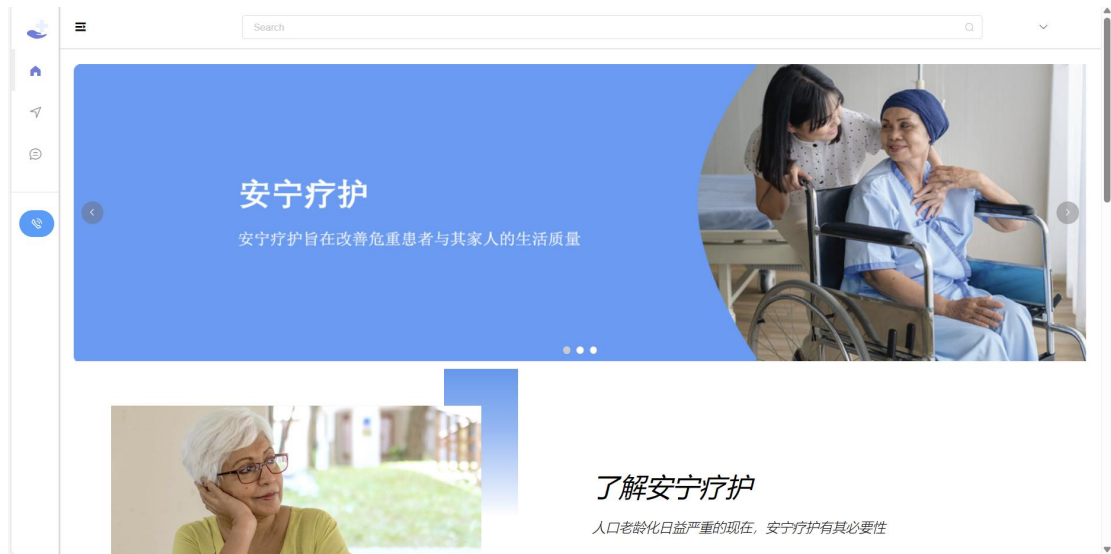 Search
安宁疗护
安宁疗护旨在改善危重患者与其家人的生活质量
了解安宁疗护
人口老龄化日益严重的现在，安宁疗护有其必要性